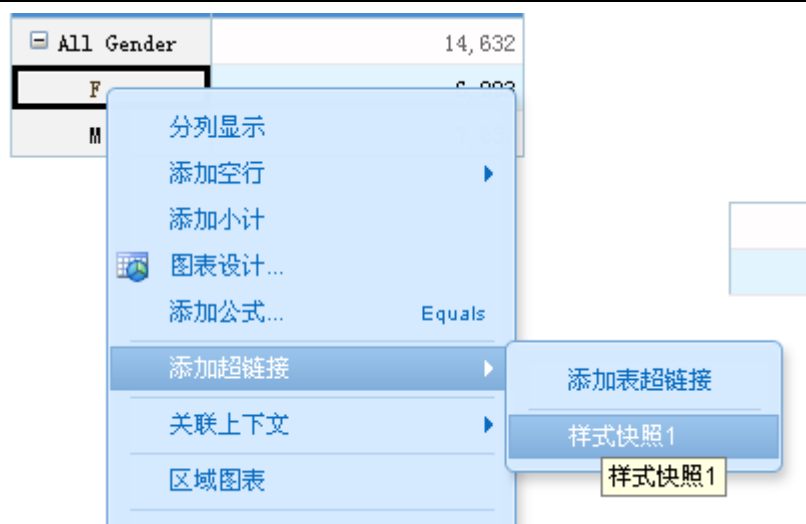 All Gender 14,632
F
M
分列显示
添加空行
添加小计
图表设计...
添加公式... Equals
添加超链接
添加表超链接
关联上下文
样式快照1
样式快照1
区域图表